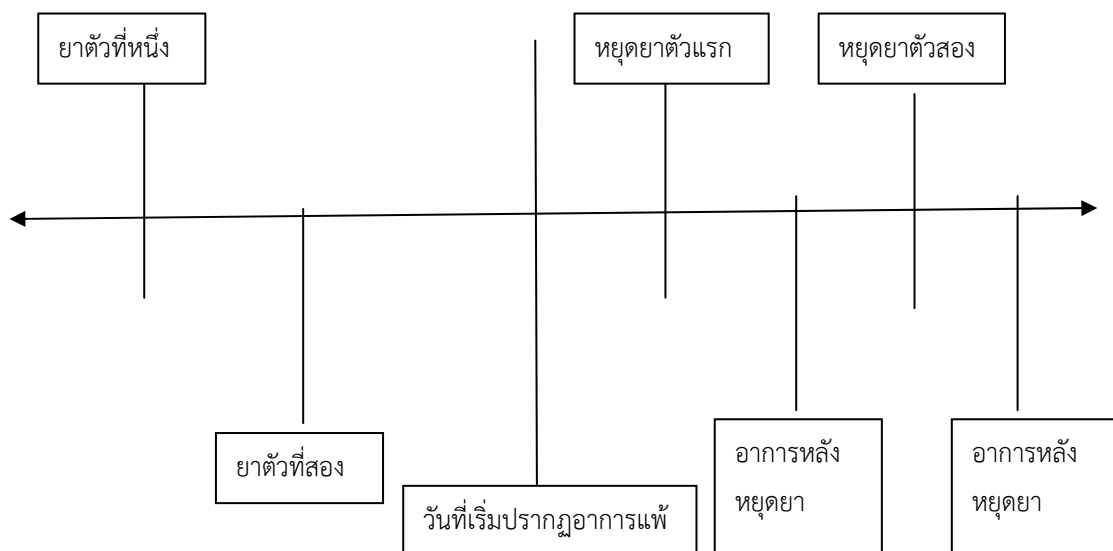 ยาตัวที่หนึ่ง
หยุดยาตัวแรก
หยุดยาตัวสอง
ยาตัวที่สอง
วันที่เริ่มปรากฏอาการแพ้
อาการหลัง
หยุดยา
อาการหลัง
หยุดยา